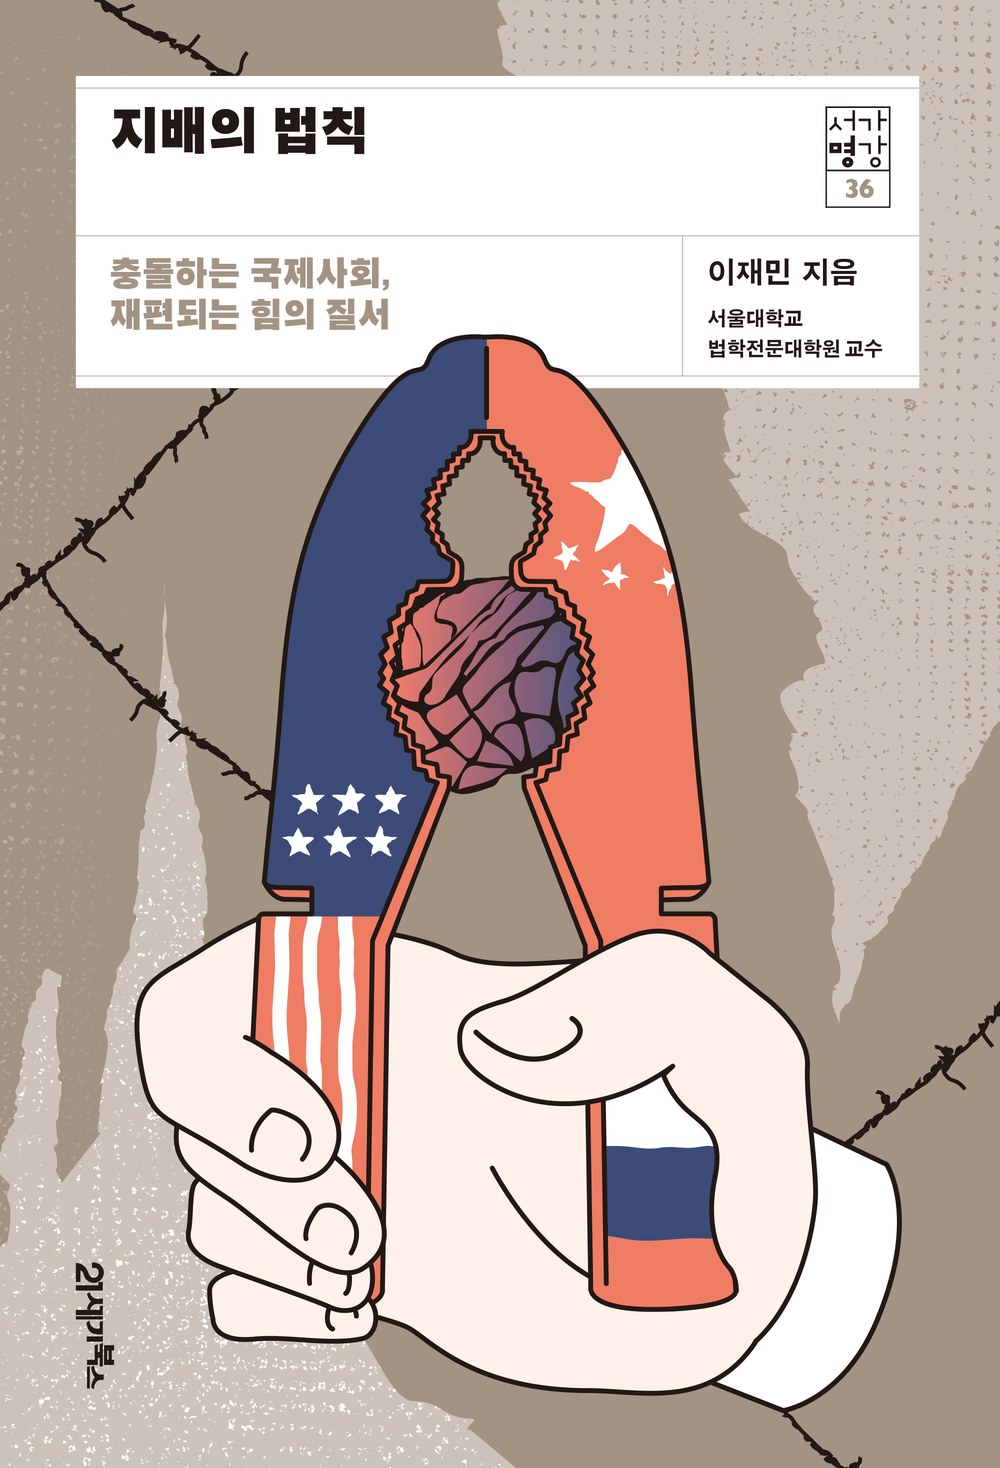 지배의 법칙
서가
명강
36
충돌하는 국제사회,
재편되는 힘의 질서
이재민 지음
서울대학교
법학전문대학원 교수
21세기북스